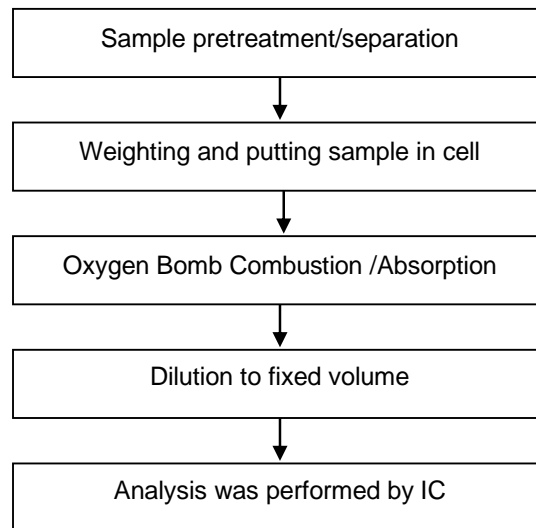 Sample pretreatment/separation
Weighting and putting sample in cell
Oxygen Bomb Combustion /Absorption
Dilution to fixed volume
Analysis was performed by IC